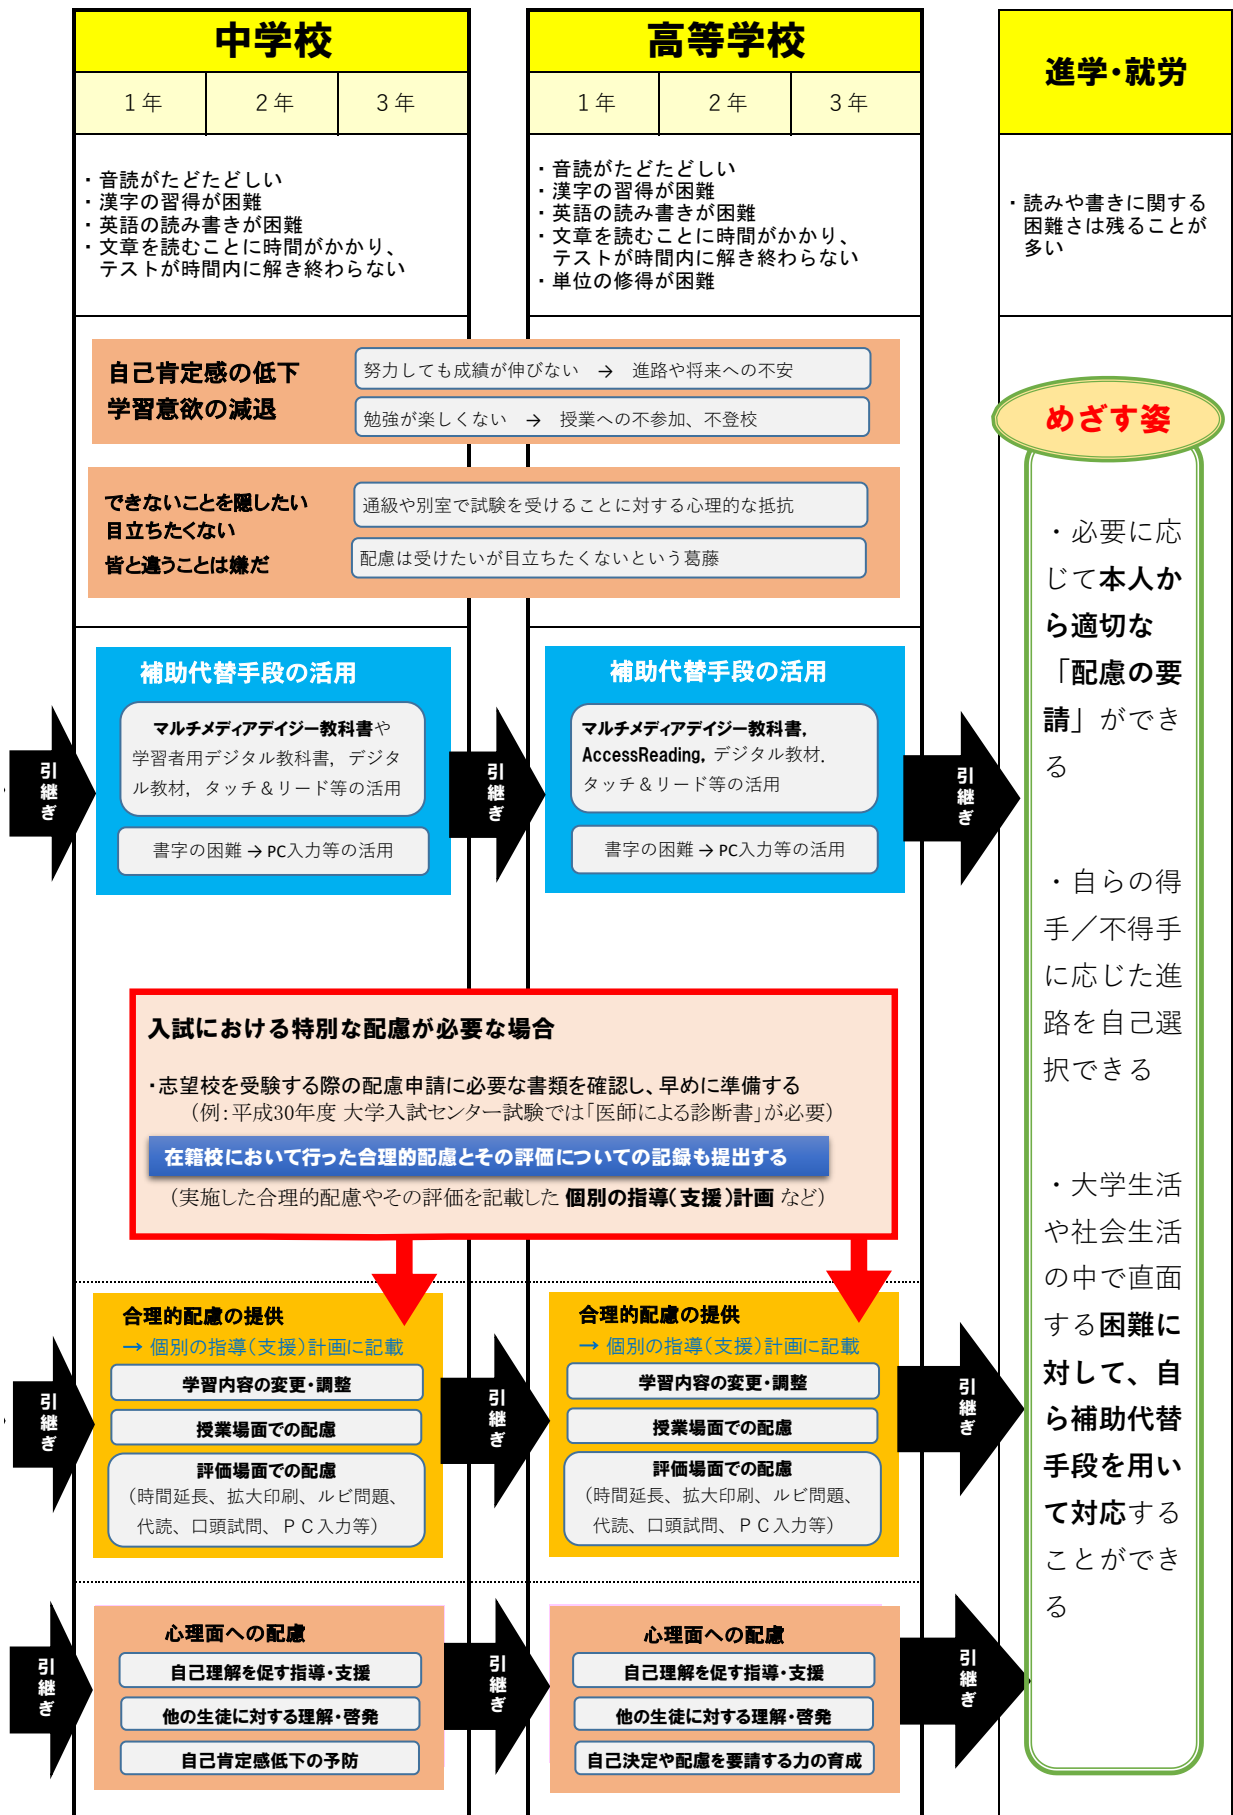 中学校
1年 2年 3年
・音読がたどたどしい
・漢字の習得が困難
・英語の読み書きが困難
・文章を読むことに時間がかかり、
テストが時間内に解き終わらない
高等学校
1年 2年 3年
・音読がたどたどしい
・漢字の習得が困難
・英語の読み書きが困難
・文章を読むことに時間がかかり、
テストが時間内に解き終わらない
・単位の修得が困難
進学・就労
・読みや書きに関する
困難さは残ることが
多い
自己肯定感の低下
学習意欲の減退
努力しても成績が伸びない → 進路や将来への不安
勉強が楽しくない → 授業への不参加、不登校
できないことを隠したい
目立ちたくない
皆と違うことは嫌だ
通級や別室で試験を受けることに対する心理的な抵抗
配慮は受けたいが目立ちたくないという葛藤
引継ぎ
補助代替手段の活用
マルチメディアデイジー教科書や
学習者用デジタル教科書，デジタ
ル教材，タッチ＆リード等の活用
書字の困難→PC入力等の活用
引継ぎ
補助代替手段の活用
マルチメディアデイジー教科書，
AccessReading，デジタル教材．
タッチ＆リード等の活用
書字の困難→PC入力等の活用
引継ぎ
入試における特別な配慮が必要な場合
・志望校を受験する際の配慮申請に必要な書類を確認し、早めに準備する
（例：平成30年度 大学入試センター試験では「医師による診断書」が必要）
在籍校において行った合理的配慮とその評価についての記録も提出する
（実施した合理的配慮やその評価を記載した 個別の指導（支援）計画 など）
引継ぎ
合理的配慮の提供
→ 個別の指導（支援）計画に記載
学習内容の変更・調整
授業場面での配慮
評価場面での配慮
（時間延長、拡大印刷、ルビ問題、
代読、口頭試問、ＰＣ入力等）
引継ぎ
合理的配慮の提供
→ 個別の指導（支援）計画に記載
学習内容の変更・調整
授業場面での配慮
評価場面での配慮
（時間延長、拡大印刷、ルビ問題、
代読、口頭試問、ＰＣ入力等）
引継ぎ
引継ぎ
心理面への配慮
自己理解を促す指導・支援
他の生徒に対する理解・啓発
自己肯定感低下の予防
引継ぎ
心理面への配慮
自己理解を促す指導・支援
他の生徒に対する理解・啓発
自己決定や配慮を要請する力の育成
引継ぎ
めざす姿
・必要に応
じて本人か
ら適切な
「配慮の要
請」ができ
る
・自らの得
手／不得手
に応じた進
路を自己選
択できる
・大学生活
や社会生活
の中で直面
する困難に
対して、自
ら補助代替
手段を用い
て対応する
ことができ
る